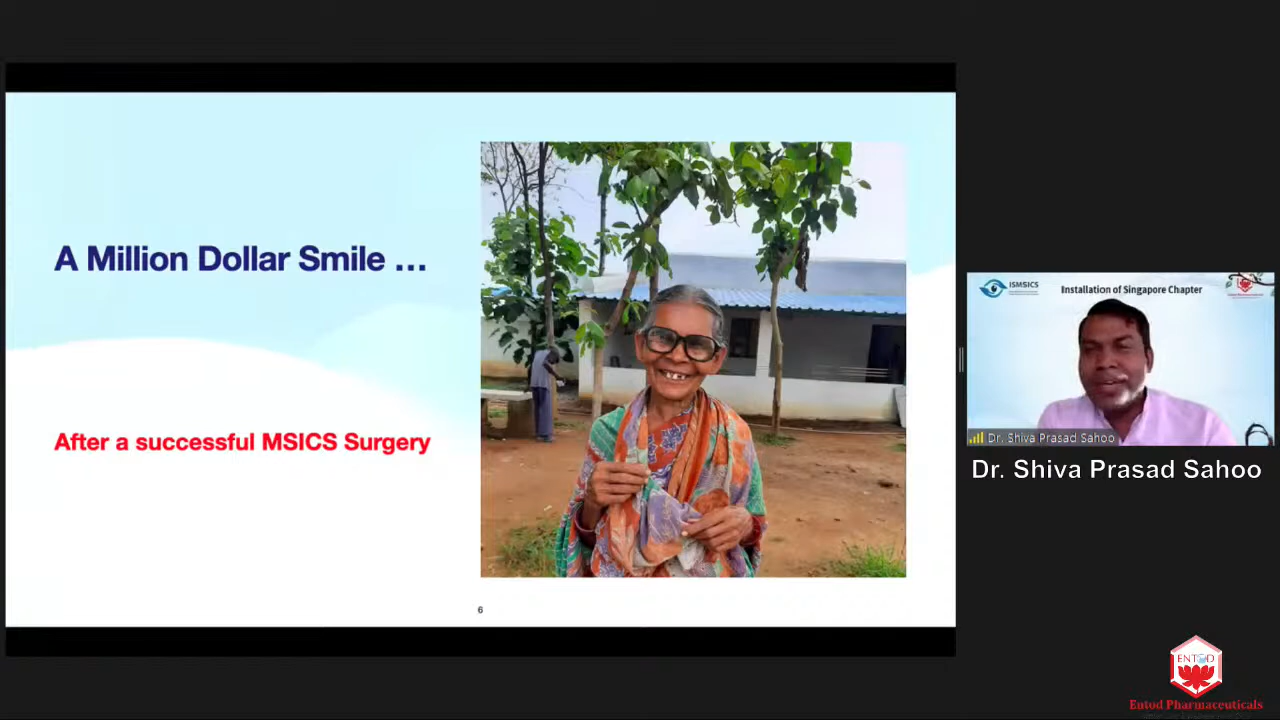 A Million Dollar Smile ...
After a successful MSICS Surgery
6
ISMSICS
Installation of Singapore Chapter
Dr. Shiva Prasad Sahoo
Dr. Shiva Prasad Sahoo
ENTOD
Entod Pharmaceuticals